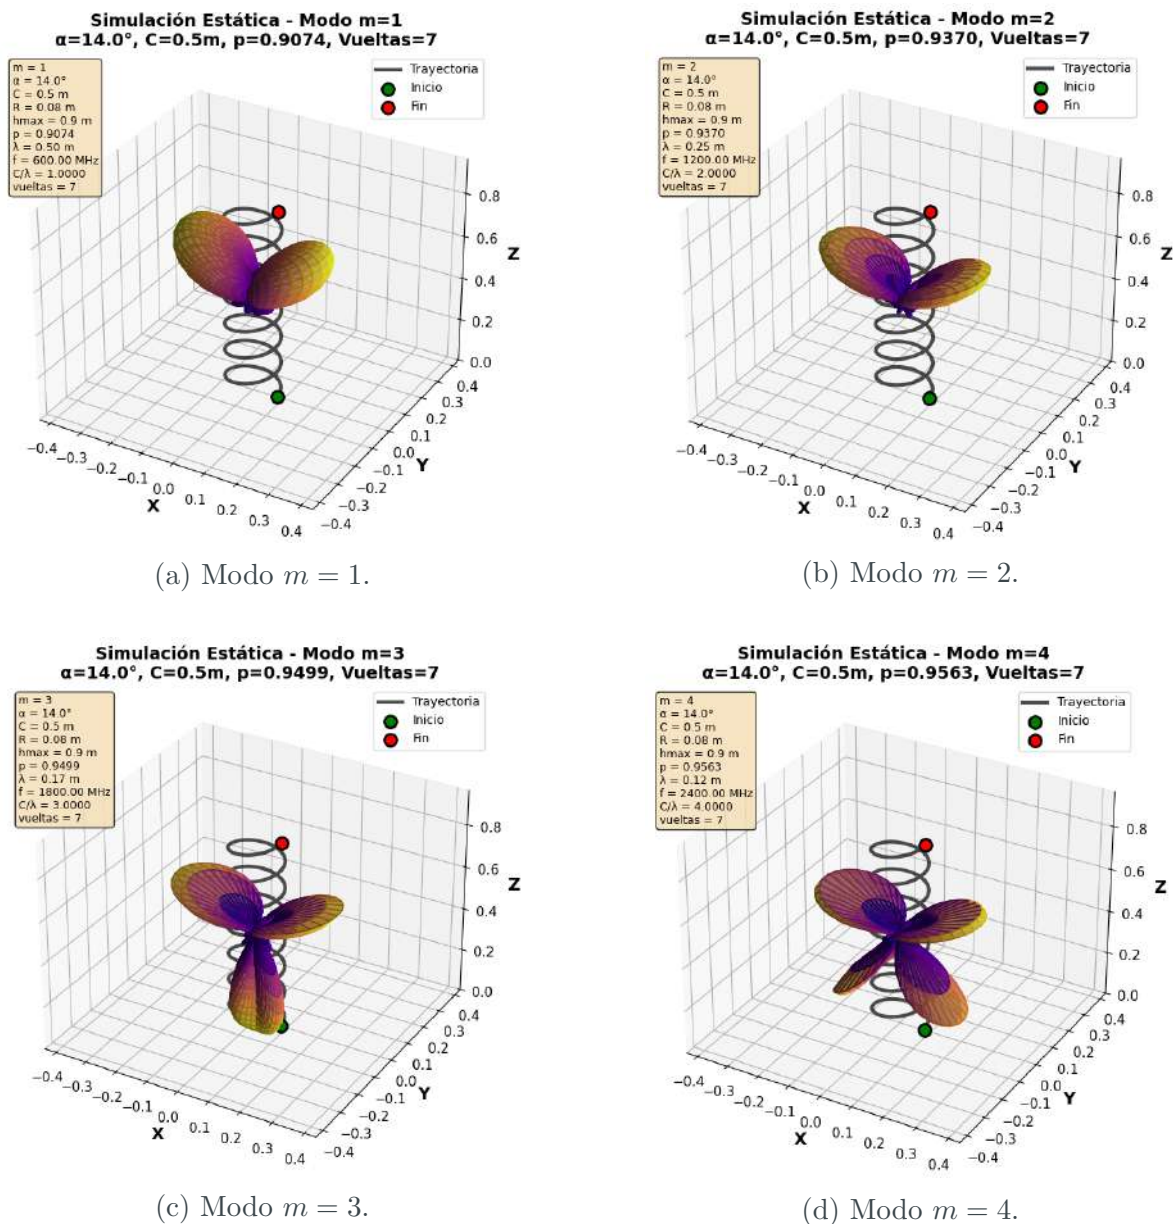 Simulación Estática - Modo m=1
α=14.0°, C=0.5m, p=0.9074, Vueltas=7
m = 1
α = 14.0°
C = 0.5 m
R = 0.08 m
hmax = 0.9 m
p = 0.9074
λ = 0.50 m
f = 600.00 MHz
C/λ = 1.0000
vueltas = 7
Trayectoria
Inicio
Fin
0.8
0.6
0.4
0.2
0.0
Z
−0.4
−0.3
−0.2
−0.1
0.0
0.1
0.2
0.3
0.4
X
−0.4
−0.3
−0.2
−0.1
0.0
0.1
0.2
0.3
0.4
Y
(a) Modo m = 1.
Simulación Estática - Modo m=2
α=14.0°, C=0.5m, p=0.9370, Vueltas=7
m = 2
α = 14.0°
C = 0.5 m
R = 0.08 m
hmax = 0.9 m
p = 0.9370
λ = 0.25 m
f = 1200.00 MHz
C/λ = 2.0000
vueltas = 7
Trayectoria
Inicio
Fin
0.8
0.6
0.4
0.2
0.0
Z
−0.4
−0.3
−0.2
−0.1
0.0
0.1
0.2
0.3
0.4
X
−0.4
−0.3
−0.2
−0.1
0.0
0.1
0.2
0.3
0.4
Y
(b) Modo m = 2.
Simulación Estática - Modo m=3
α=14.0°, C=0.5m, p=0.9499, Vueltas=7
m = 3
α = 14.0°
C = 0.5 m
R = 0.08 m
hmax = 0.9 m
p = 0.9499
λ = 0.17 m
f = 1800.00 MHz
C/λ = 3.0000
vueltas = 7
Trayectoria
Inicio
Fin
0.8
0.6
0.4
0.2
0.0
Z
−0.4
−0.3
−0.2
−0.1
0.0
0.1
0.2
0.3
0.4
X
−0.4
−0.3
−0.2
−0.1
0.0
0.1
0.2
0.3
0.4
Y
(c) Modo m = 3.
Simulación Estática - Modo m=4
α=14.0°, C=0.5m, p=0.9563, Vueltas=7
m = 4
α = 14.0°
C = 0.5 m
R = 0.08 m
hmax = 0.9 m
p = 0.9563
λ = 0.12 m
f = 2400.00 MHz
C/λ = 4.0000
vueltas = 7
Trayectoria
Inicio
Fin
0.8
0.6
0.4
0.2
0.0
Z
−0.4
−0.3
−0.2
−0.1
0.0
0.1
0.2
0.3
0.4
X
−0.4
−0.3
−0.2
−0.1
0.0
0.1
0.2
0.3
0.4
Y
(d) Modo m = 4.